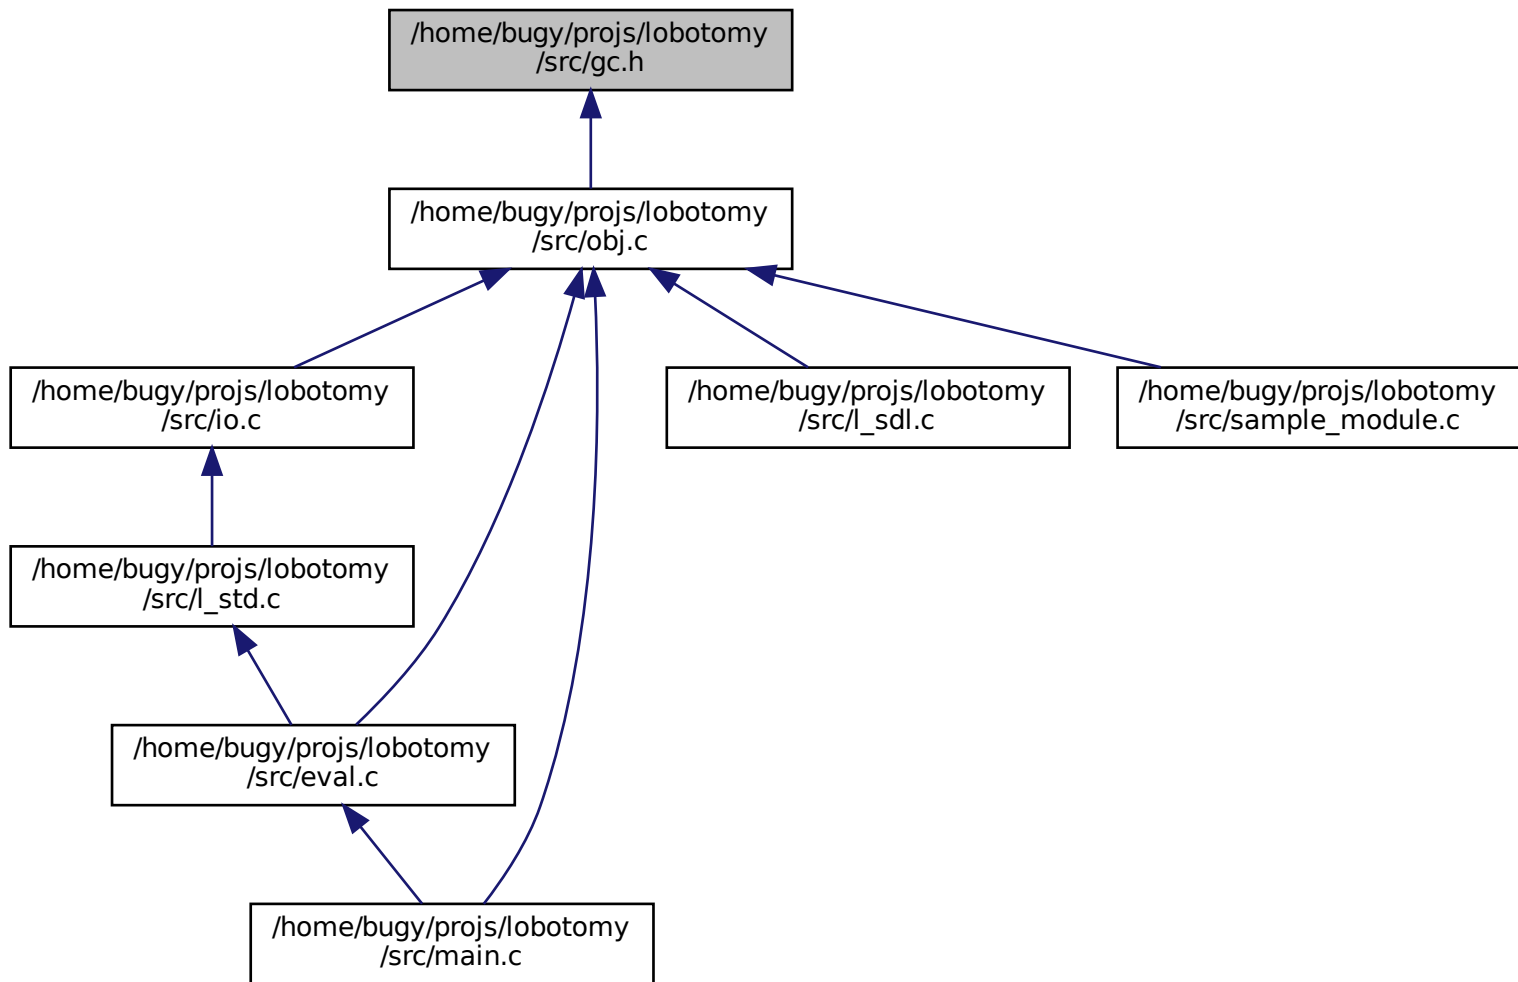 /home/bugy/projs/lobotomy
/src/gc.h
/home/bugy/projs/lobotomy
/src/obj.c
/home/bugy/projs/lobotomy
/src/io.c
/home/bugy/projs/lobotomy
/src/l_sdl.c
/home/bugy/projs/lobotomy
/src/sample_module.c
/home/bugy/projs/lobotomy
/src/l_std.c
/home/bugy/projs/lobotomy
/src/eval.c
/home/bugy/projs/lobotomy
/src/main.c